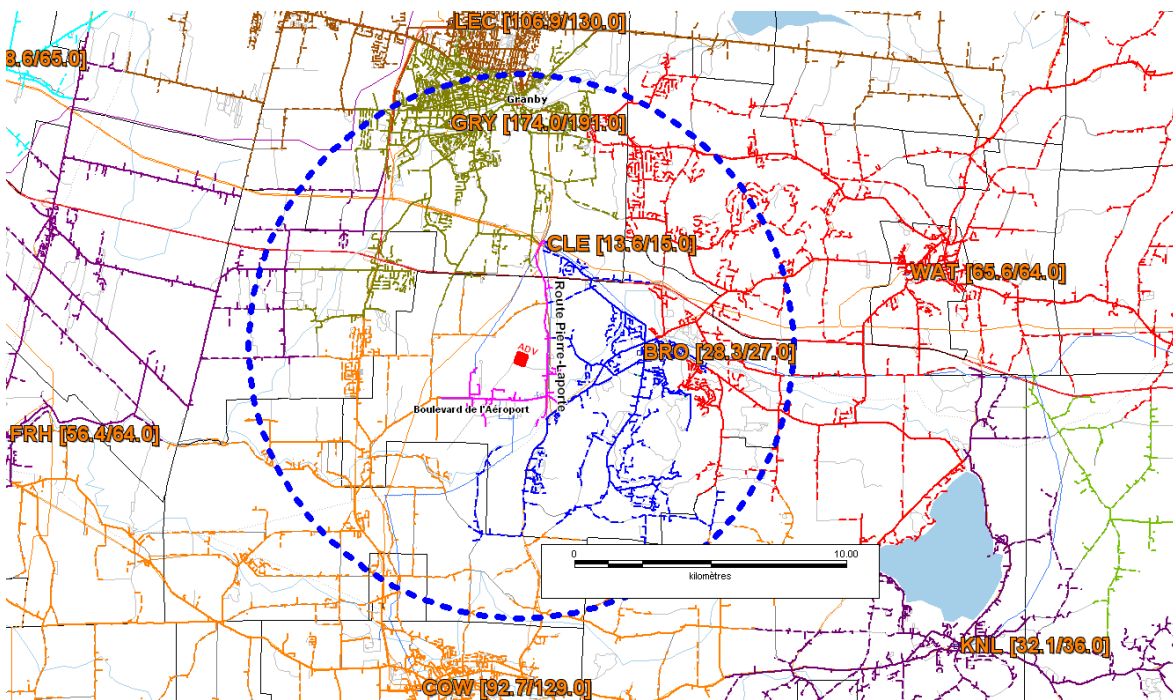 LEC [106.9/130.0]
8.6/65.0]
Granby
GRY [174.0/191.0]
CLE [13.6/15.0]
WAT [65.6/64.0]
Route Pierre-Laporte
ADV
BRO [28.3/27.0]
Boulevard de l'Aéroport
FRH [56.4/64.0]
0 10.00
kilomètres
KNL [32.1/36.0]
COW [92.7/129.0]